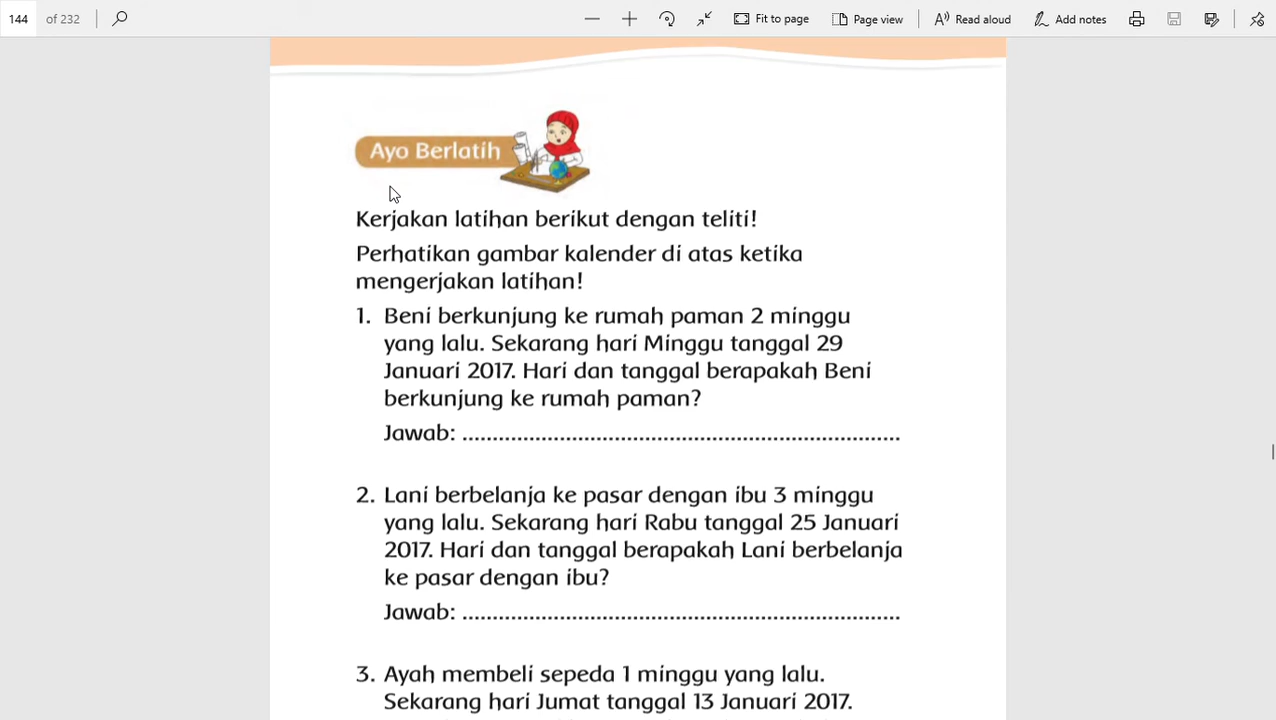 144 of 232 Fit to page Page view Read aloud Add notes
Ayo Berlatih
Kerjakan latihan berikut dengan teliti!
Perhatikan gambar kalender di atas ketika
mengerjakan latihan!
1. Beni berkunjung ke rumah paman 2 minggu
yang lalu. Sekarang hari Minggu tanggal 29
Januari 2017. Hari dan tanggal berapakah Beni
berkunjung ke rumah paman?
Jawab: ........................................................................
2. Lani berbelanja ke pasar dengan ibu 3 minggu
yang lalu. Sekarang hari Rabu tanggal 25 Januari
2017. Hari dan tanggal berapakah Lani berbelanja
ke pasar dengan ibu?
Jawab: ........................................................................
3. Ayah membeli sepeda 1 minggu yang lalu.
Sekarang hari Jumat tanggal 13 Januari 2017.